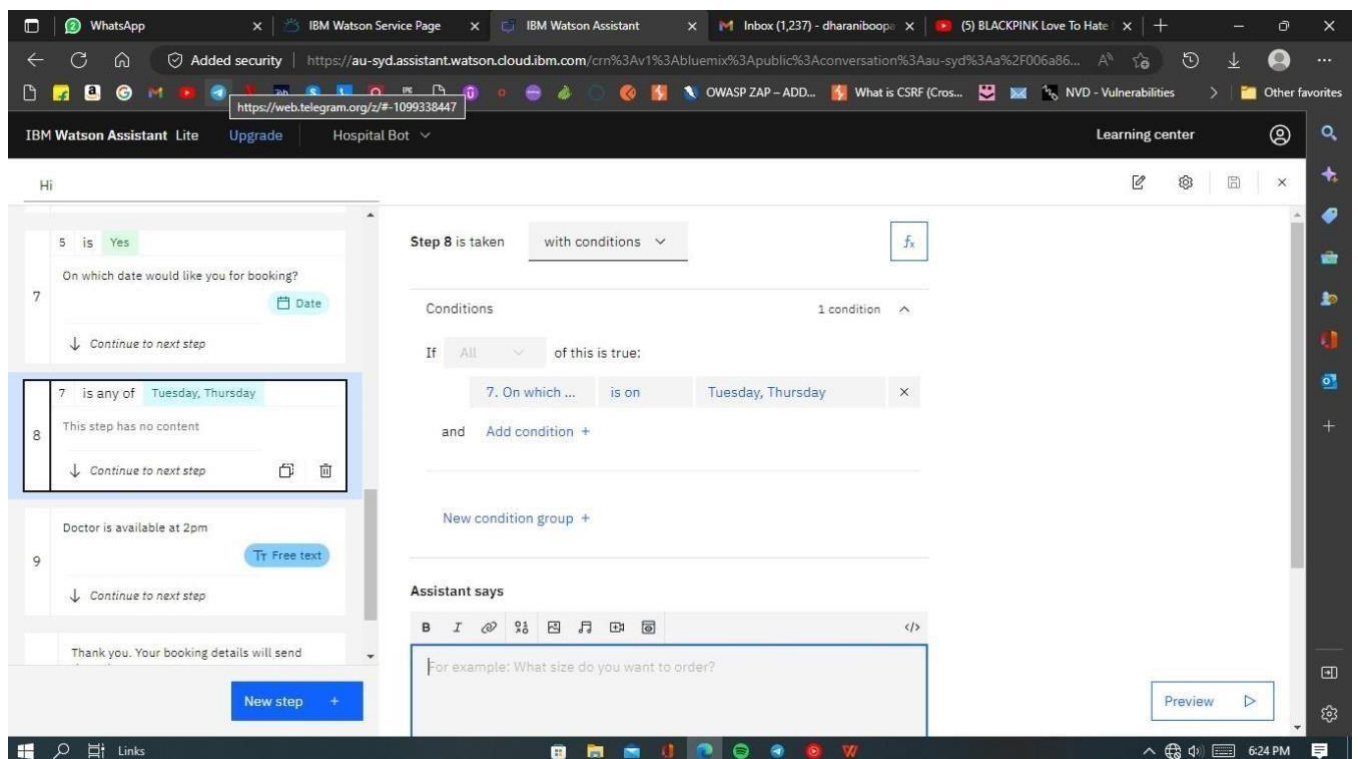 WhatsApp
IBM Watson Service Page
IBM Watson Assistant
Inbox (1,237) - dharaniboopa
(5) BLACKPINK Love To Hate
Added security
https://au-syd.assistant.watson.cloud.ibm.com/crn%3Av1%3Abluemix%3Apublic%3Aconversation%3Aau-syd%3Aa%2F006a86...
OWASP ZAP – ADD...
What is CSRF (Cros...
NVD - Vulnerabilities
Other favorites
https://web.telegram.org/z/#-1099338447
IBM Watson Assistant Lite
Upgrade
Hospital Bot
Learning center
Hi
5 is Yes
On which date would like you for booking?
7
Date
Continue to next step
7 is any of Tuesday, Thursday
This step has no content
8
Continue to next step
Doctor is available at 2pm
Free text
9
Continue to next step
Thank you. Your booking details will send
New step +
Step 8 is taken with conditions
fx
Conditions
1 condition
If All of this is true:
7. On which ... is on Tuesday, Thursday
and Add condition +
New condition group +
Assistant says
B I </>
For example: What size do you want to order?
Preview
Links
6:24 PM